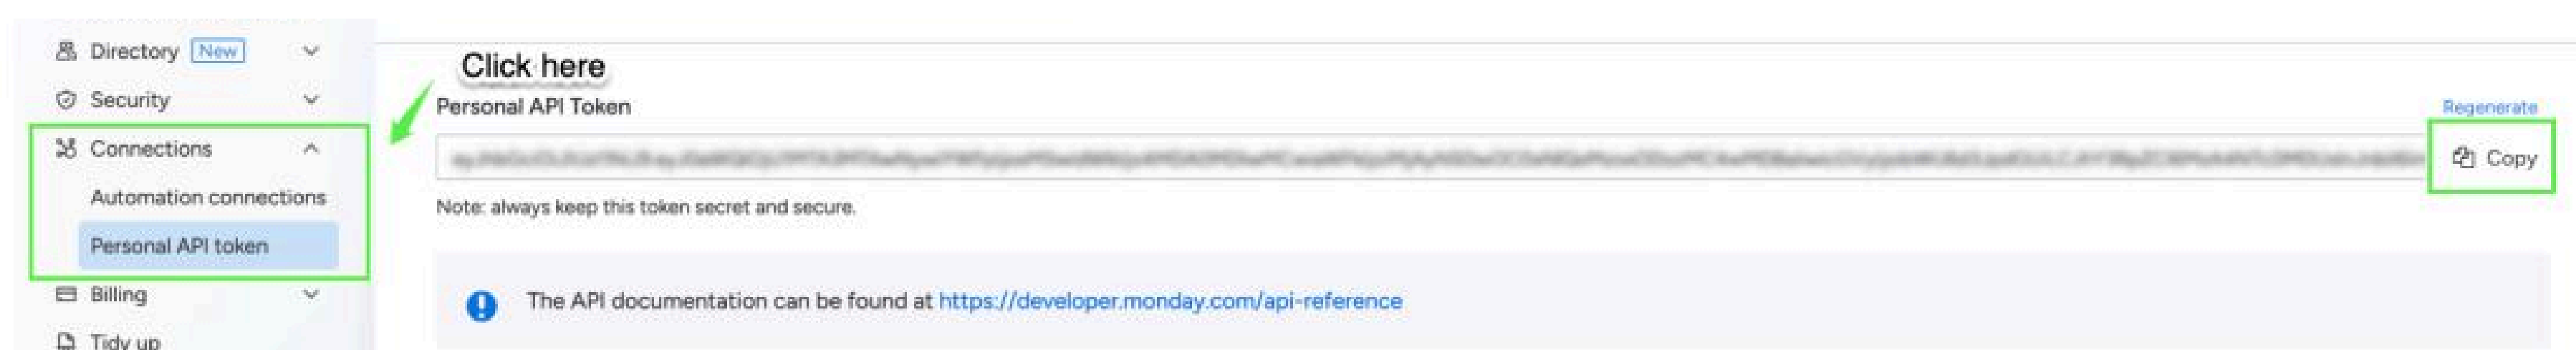 Directory New
Security
Connections
Automation connections
Personal API token
Billing
Tidy up
Click here
Personal API Token
Regenerate
Copy
Note: always keep this token secret and secure.
The API documentation can be found at https://developer.monday.com/api-reference